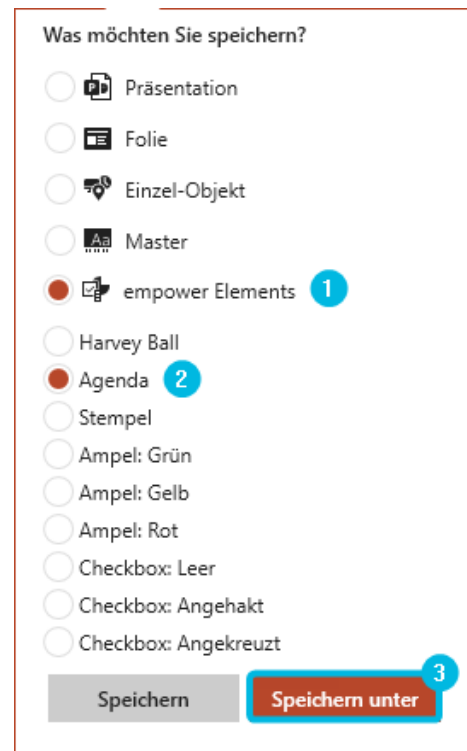 Was möchten Sie speichern?
Präsentation
Folie
Einzel-Objekt
Aa Master
empower Elements 1
Harvey Ball
Agenda 2
Stempel
Ampel: Grün
Ampel: Gelb
Ampel: Rot
Checkbox: Leer
Checkbox: Angehakt
Checkbox: Angekreuzt
3
Speichern Speichern unter